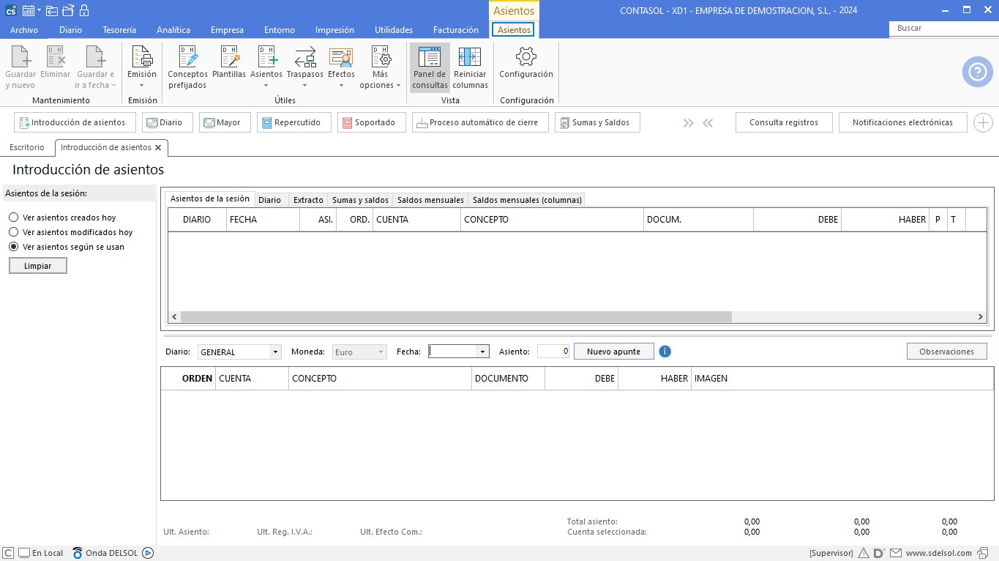 CS
Asientos
CONTASOL - XD1 - EMPRESA DE DEMOSTRACION, S.L. - 2024
Archivo Diario Tesorería Analítica Empresa Entorno Impresión Utilidades Facturación Asientos
Buscar
Guardar y nuevo
Eliminar
Guardar e ir a fecha
Mantenimiento
Emisión
Emisión
D H
Conceptos prefijados
D H
Plantillas
D H
Asientos
Traspasos
Efectos
D H
Más opciones
Útiles
Panel de consultas
Reiniciar columnas
Vista
Configuración
Configuración
Introducción de asientos Diario Mayor Repercutido Soportado Proceso automático de cierre Sumas y Saldos Consulta registros Notificaciones electrónicas
Escritorio Introducción de asientos
Introducción de asientos
Asientos de la sesión:
Ver asientos creados hoy
Ver asientos modificados hoy
Ver asientos según se usan
Limpiar
Asientos de la sesión Diario Extracto Sumas y saldos Saldos mensuales Saldos mensuales (columnas)
DIARIO FECHA ASI. ORD. CUENTA CONCEPTO DOCUM. DEBE HABER P T
Diario: GENERAL Moneda: Euro Fecha: Asiento: 0 Nuevo apunte i Observaciones
ORDEN CUENTA CONCEPTO DOCUMENTO DEBE HABER IMAGEN
Total asiento: 0,00 0,00 0,00
Ult. Asiento: Ult. Reg. I.V.A.: Ult. Efecto Com.: Cuenta seleccionada: 0,00 0,00 0,00
C En Local Onda DELSOL [Supervisor] D www.sdelsol.com